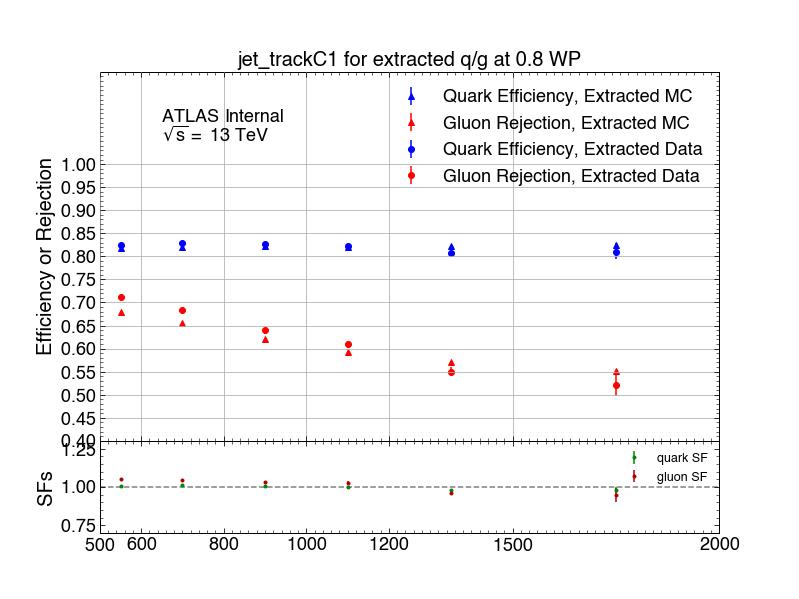 jet_trackC1 for extracted q/g at 0.8 WP
ATLAS Internal
√s = 13 TeV
Quark Efficiency, Extracted MC
Gluon Rejection, Extracted MC
Quark Efficiency, Extracted Data
Gluon Rejection, Extracted Data
Efficiency or Rejection
1.00
0.95
0.90
0.85
0.80
0.75
0.70
0.65
0.60
0.55
0.50
0.45
0.40
SFs
1.25
1.00
0.75
quark SF
gluon SF
500 600 800 1000 1200 1500 2000